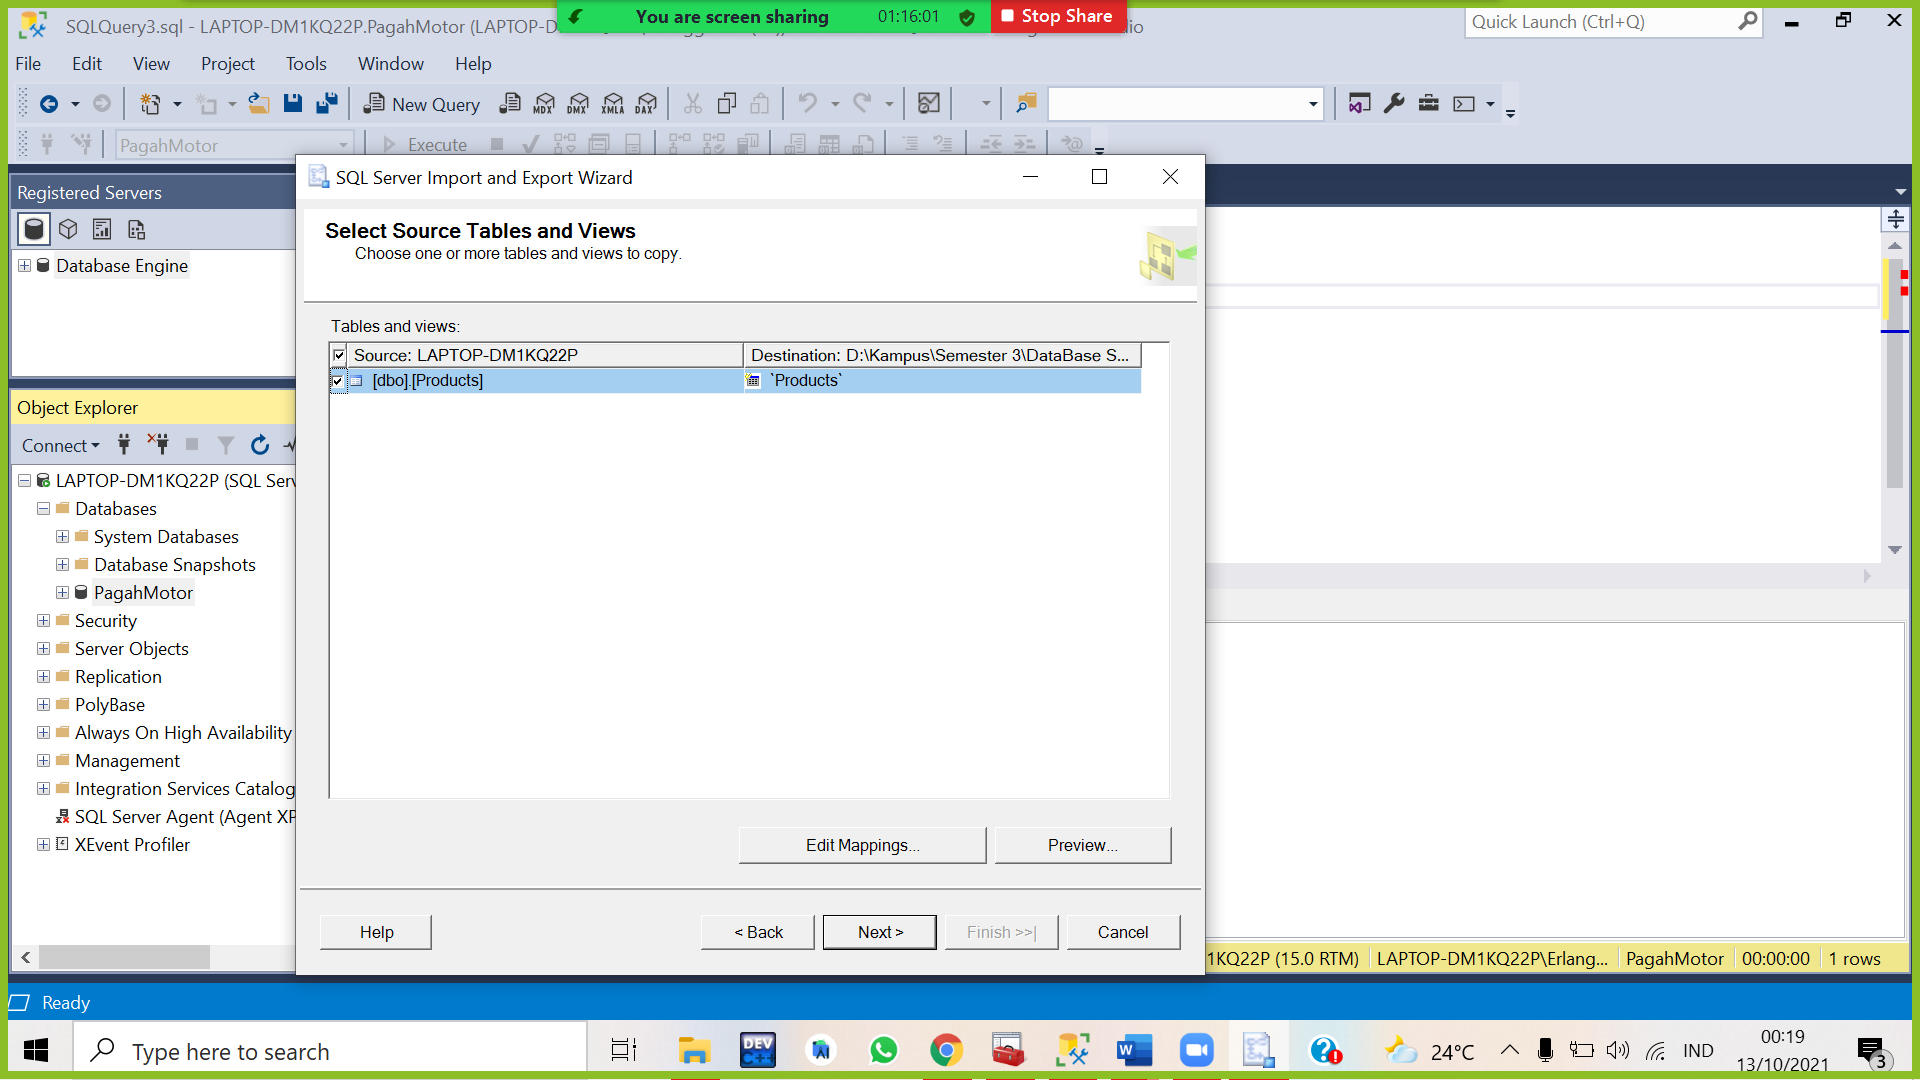 You are screen sharing 01:16:01 Stop Share
SQLQuery3.sql - LAPTOP-DM1KQ22P.PagahMotor (LAPTOP-D
io
Quick Launch (Ctrl+Q)
File Edit View Project Tools Window Help
New Query MDX DMX XMLA DAX
PagahMotor Execute
Registered Servers
Database Engine
Object Explorer
Connect
LAPTOP-DM1KQ22P (SQL Serv
Databases
System Databases
Database Snapshots
PagahMotor
Security
Server Objects
Replication
PolyBase
Always On High Availability
Management
Integration Services Catalog
SQL Server Agent (Agent XP
XEvent Profiler
SQL Server Import and Export Wizard
Select Source Tables and Views
Choose one or more tables and views to copy.
Tables and views:
Source: LAPTOP-DM1KQ22P Destination: D:\Kampus\Semester 3\DataBase S...
[dbo].[Products] `Products`
Edit Mappings... Preview...
Help < Back Next > Finish >>| Cancel
1KQ22P (15.0 RTM) LAPTOP-DM1KQ22P\Erlang... PagahMotor 00:00:00 1 rows
Ready
Type here to search
DEV C++
24°C IND
00:19
13/10/2021
3